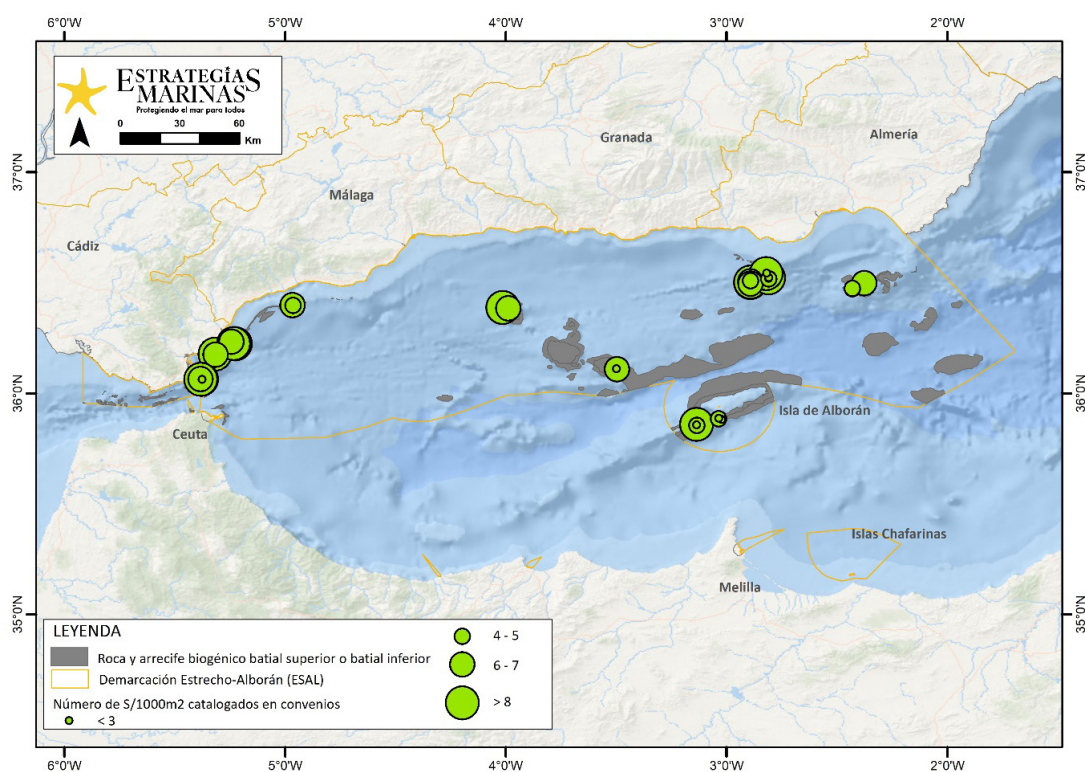 6°0'W 5°0'W 4°0'W 3°0'W 2°0'W
ESTRATEGÍAS
MARINAS
Protegiendo el mar para todos
0 30 60
Km
Granada
Almería
Málaga
Cádiz
37°0'N 37°0'N
36°0'N 36°0'N
Isla de Alborán
Ceuta
Islas Chafarinas
Melilla
35°0'N 35°0'N
LEYENDA
Roca y arrecife biogénico batial superior o batial inferior
Demarcación Estrecho-Alborán (ESAL)
Número de S/1000m2 catalogados en convenios
< 3
4 - 5
6 - 7
> 8
6°0'W 5°0'W 4°0'W 3°0'W 2°0'W